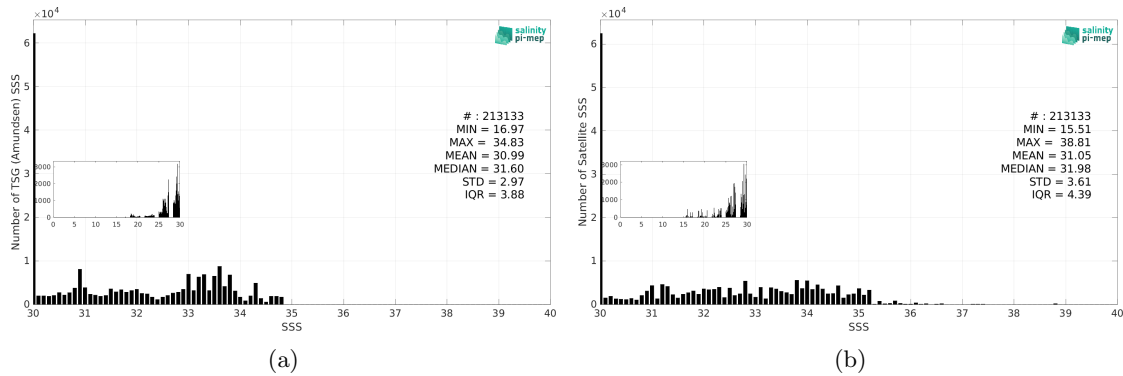 ×10⁴
6
5
4
3
2
1
0
Number of TSG (Amundsen) SSS
salinity
pi-mep
# : 213133
MIN = 16.97
MAX = 34.83
MEAN = 30.99
MEDIAN = 31.60
STD = 2.97
IQR = 3.88
3000
2000
1000
0
0 5 10 15 20 25 30
30 31 32 33 34 35 36 37 38 39 40
SSS
(a)
×10⁴
6
5
4
3
2
1
0
Number of Satellite SSS
salinity
pi-mep
# : 213133
MIN = 15.51
MAX = 38.81
MEAN = 31.05
MEDIAN = 31.98
STD = 3.61
IQR = 4.39
3000
2000
1000
0
0 5 10 15 20 25 30
30 31 32 33 34 35 36 37 38 39 40
SSS
(b)